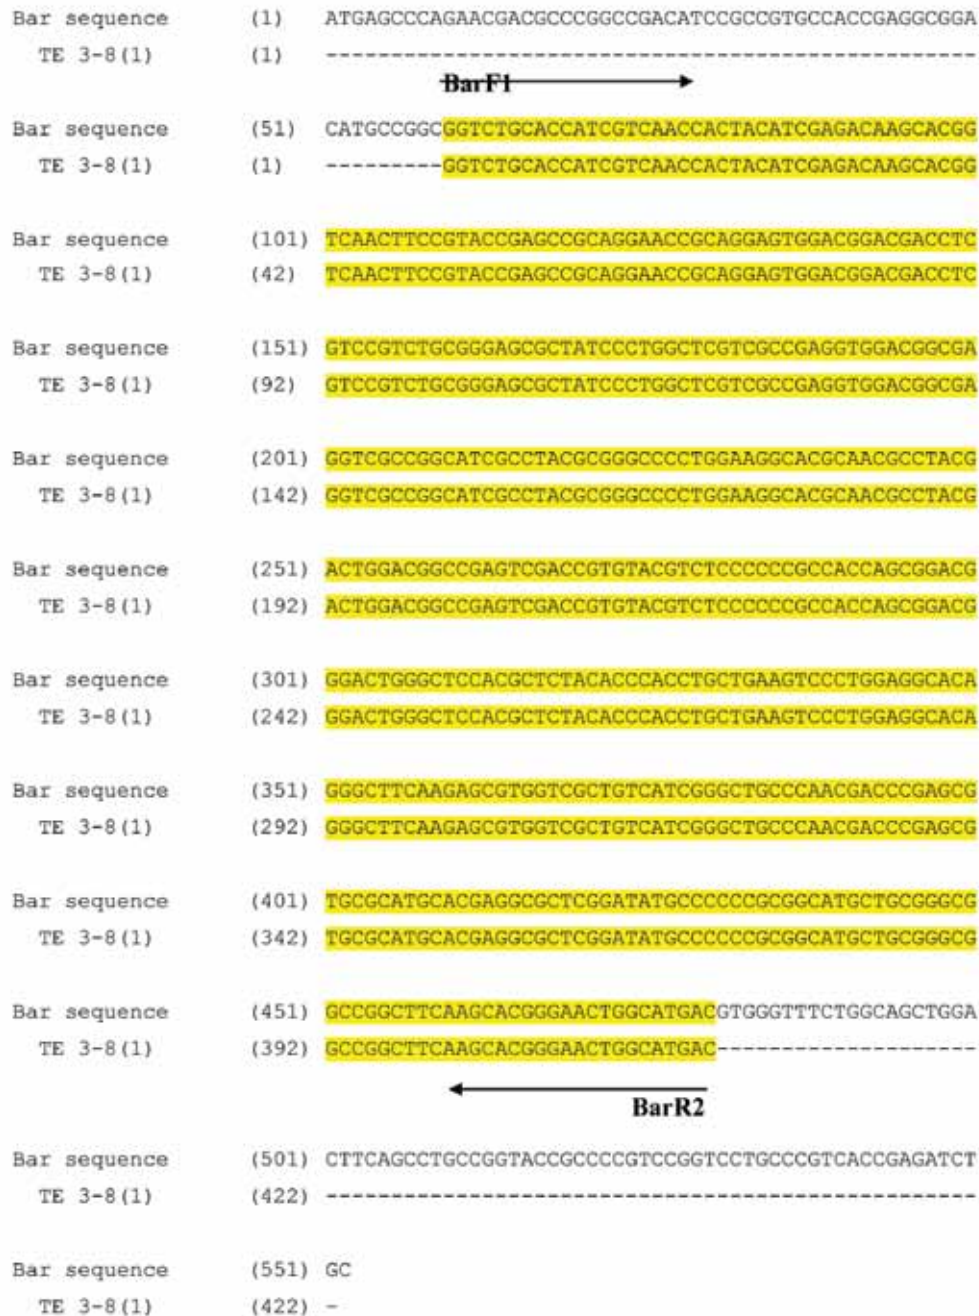 Bar sequence (1) ATGAGCCCAGAACGACGCCCGGCCGACATCCGCCGTGCCACCGAGGCGGA
TE 3-8(1) (1) --------------------------------------------------
BarF1
Bar sequence (51) CATGCCGGCGGTCTGCACCATCGTCAACCACTACATCGAGACAAGCACGG
TE 3-8(1) (1) ---------GGTCTGCACCATCGTCAACCACTACATCGAGACAAGCACGG
Bar sequence (101) TCAACTTCCGTACCGAGCCGCAGGAACCGCAGGAGTGGACGGACGACCTC
TE 3-8(1) (42) TCAACTTCCGTACCGAGCCGCAGGAACCGCAGGAGTGGACGGACGACCTC
Bar sequence (151) GTCCGTCTGCGGGAGCGCTATCCCTGGCTCGTCGCCGAGGTGGACGGCGA
TE 3-8(1) (92) GTCCGTCTGCGGGAGCGCTATCCCTGGCTCGTCGCCGAGGTGGACGGCGA
Bar sequence (201) GGTCGCCGGCATCGCCTACGCGGGCCCCTGGAAGGCACGCAACGCCTACG
TE 3-8(1) (142) GGTCGCCGGCATCGCCTACGCGGGCCCCTGGAAGGCACGCAACGCCTACG
Bar sequence (251) ACTGGACGGCCGAGTCGACCGTGTACGTCTCCCCCCGCCACCAGCGGACG
TE 3-8(1) (192) ACTGGACGGCCGAGTCGACCGTGTACGTCTCCCCCCGCCACCAGCGGACG
Bar sequence (301) GGACTGGGCTCCACGCTCTACACCCACCTGCTGAAGTCCCTGGAGGCACA
TE 3-8(1) (242) GGACTGGGCTCCACGCTCTACACCCACCTGCTGAAGTCCCTGGAGGCACA
Bar sequence (351) GGGCTTCAAGAGCGTGGTCGCTGTCATCGGGCTGCCCAACGACCCGAGCG
TE 3-8(1) (292) GGGCTTCAAGAGCGTGGTCGCTGTCATCGGGCTGCCCAACGACCCGAGCG
Bar sequence (401) TGCGCATGCACGAGGCGCTCGGATATGCCCCCCGCGGCATGCTGCGGGCG
TE 3-8(1) (342) TGCGCATGCACGAGGCGCTCGGATATGCCCCCCGCGGCATGCTGCGGGCG
Bar sequence (451) GCCGGCTTCAAGCACGGGAACTGGCATGACGTGGGTTTCTGGCAGCTGGA
TE 3-8(1) (392) GCCGGCTTCAAGCACGGGAACTGGCATGAC--------------------
BarR2
Bar sequence (501) CTTCAGCCTGCCGGTACCGCCCCGTCCGGTCCTGCCCGTCACCGAGATCT
TE 3-8(1) (422) --------------------------------------------------
Bar sequence (551) GC
TE 3-8(1) (422) -